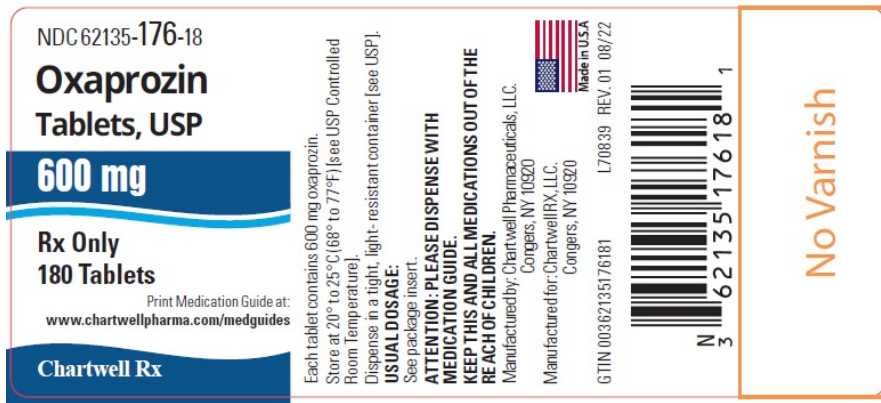 NDC 62135-176-18
Oxaprozin
Tablets, USP
600 mg
Rx Only
180 Tablets
Print Medication Guide at:
www.chartwellpharma.com/medguides
Chartwell Rx
Each tablet contains 600 mg oxaprozin.
Store at 20° to 25°C (68° to 77°F) [see USP Controlled
Room Temperature].
Dispense in a tight, light- resistant container [see USP].
USUAL DOSAGE:
See package insert.
ATTENTION: PLEASE DISPENSE WITH
MEDICATION GUIDE.
KEEP THIS AND ALL MEDICATIONS OUT OF THE
REACH OF CHILDREN.
Manufactured by: Chartwell Pharmaceuticals, LLC.
Congers, NY 10920
Manufactured for: Chartwell RX, LLC.
Congers, NY 10920
Made in U.S.A
GTIN 00362135176181 L70839 REV. 01 08/22
N
3 62135 17618 1
No Varnish